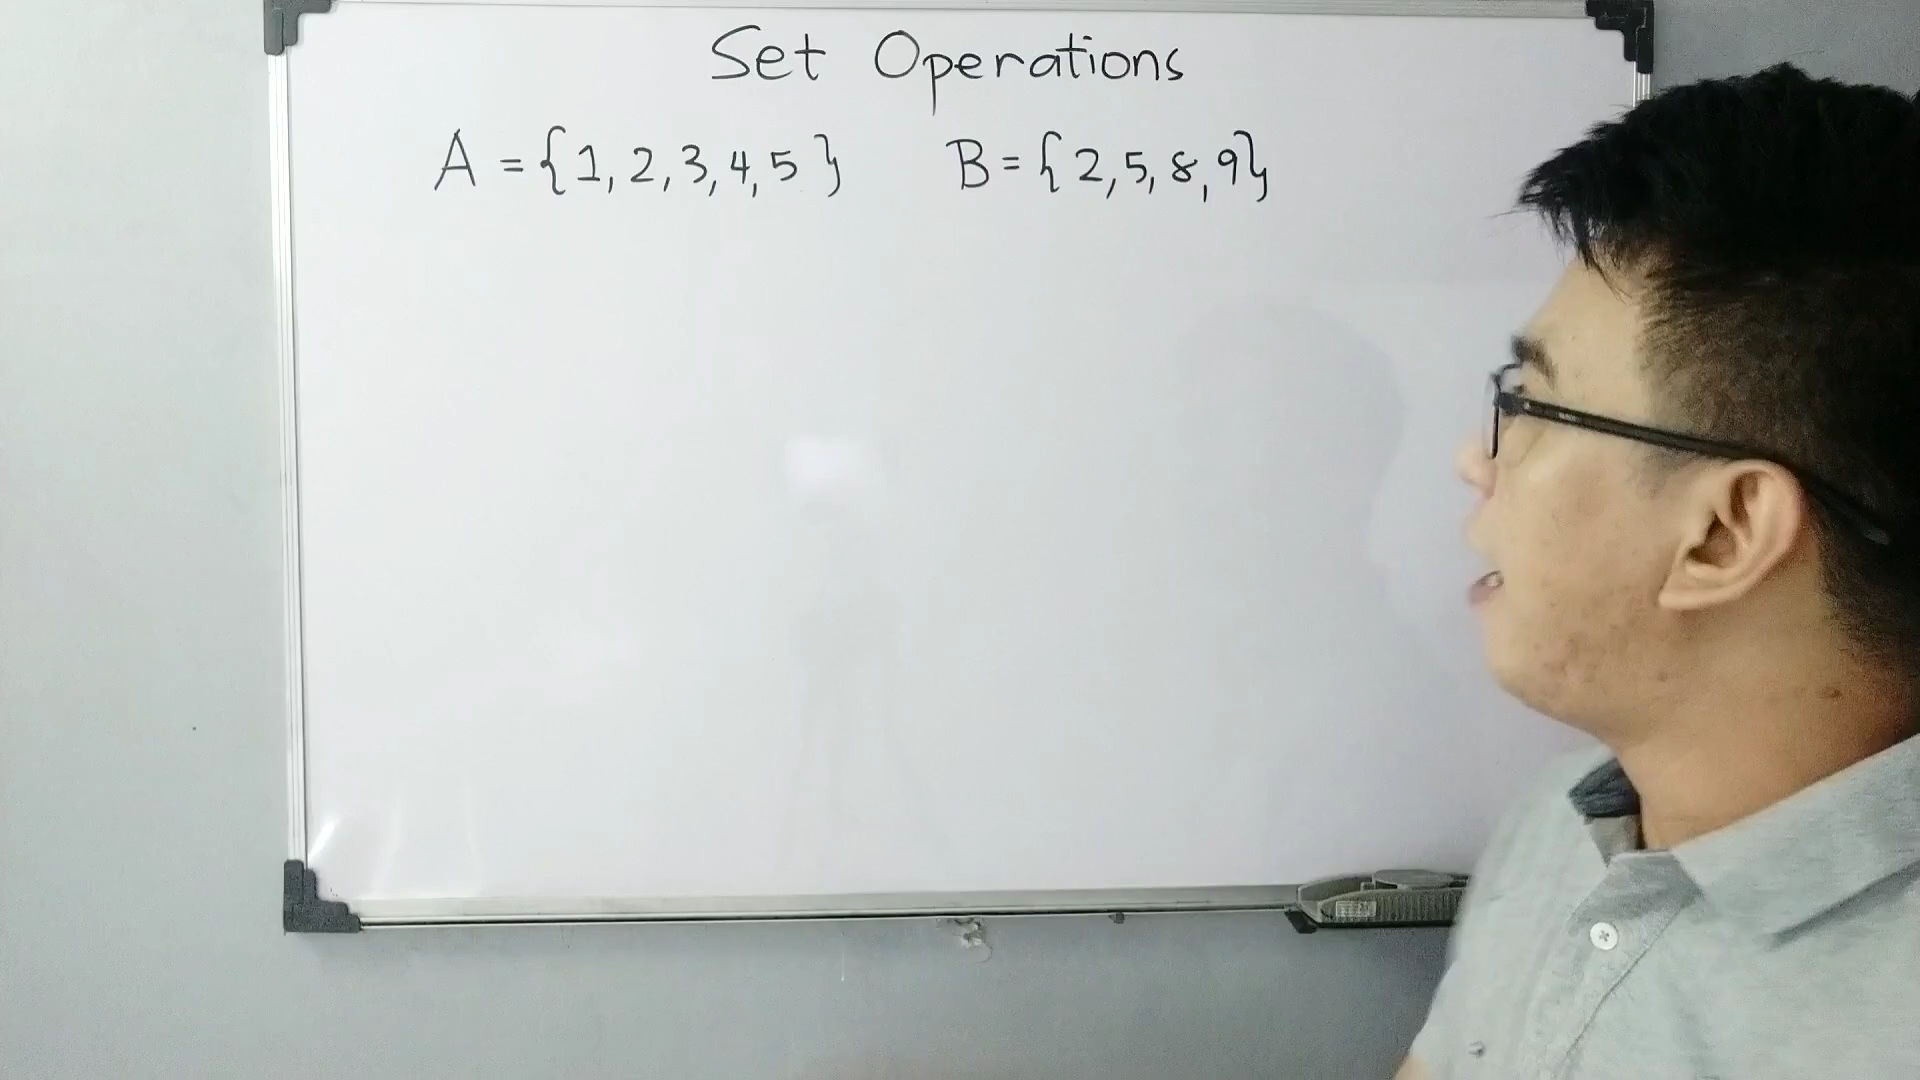 Set Operations
A = {1, 2, 3, 4, 5 } B = { 2, 5, 8, 9}